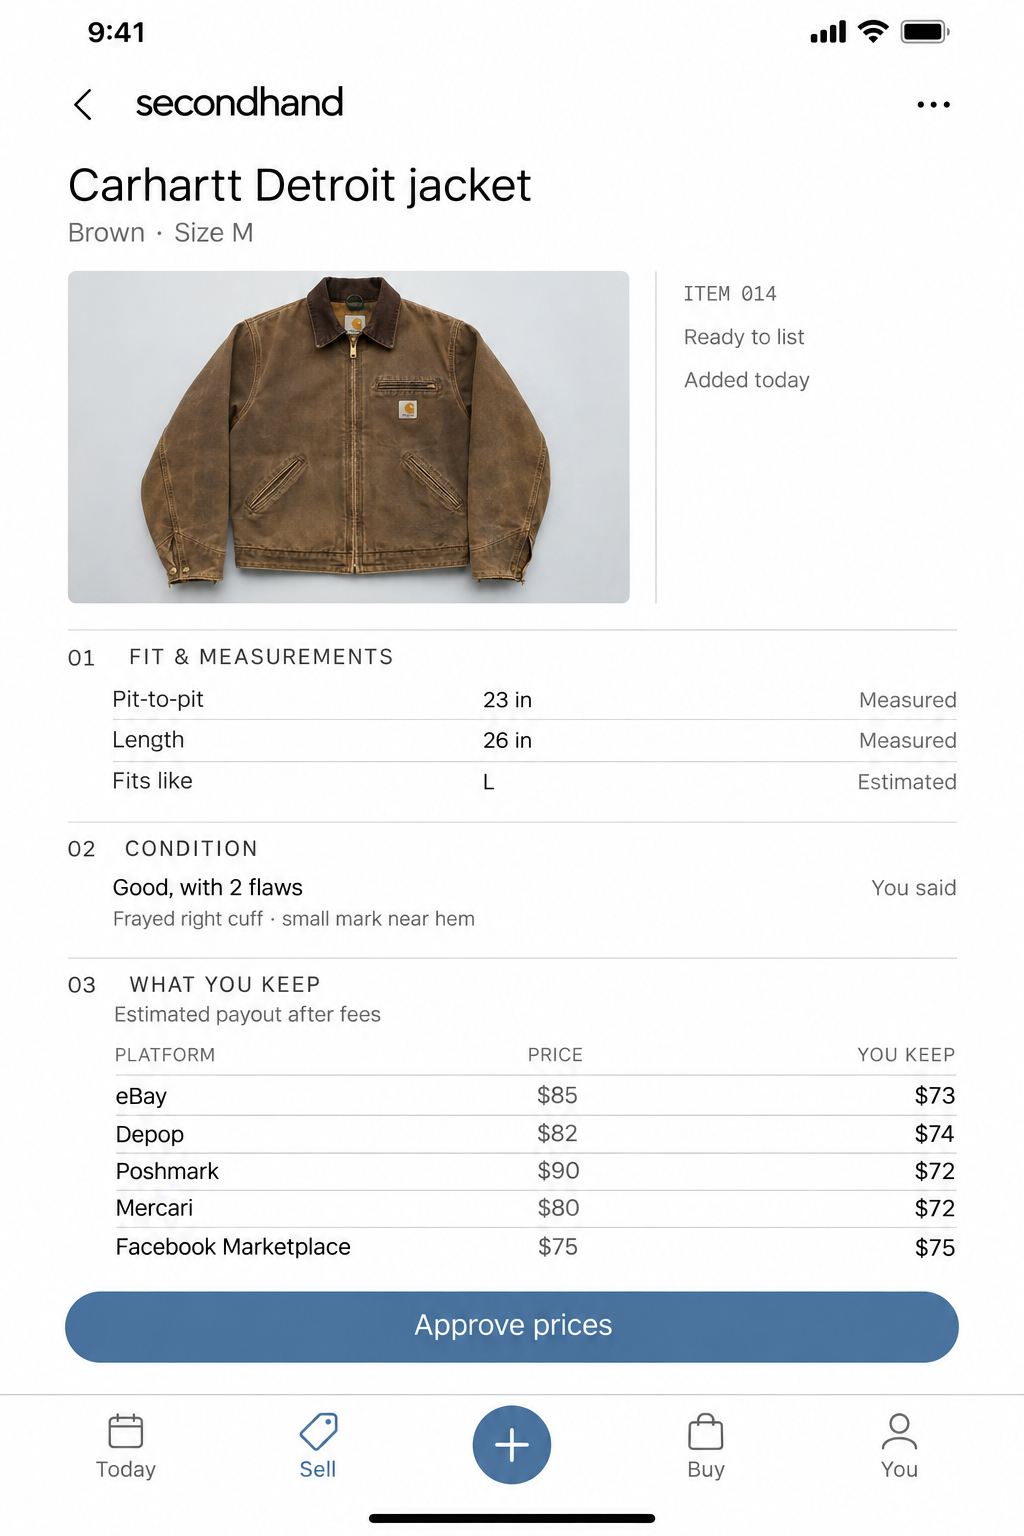 9:41
secondhand
Carhartt Detroit jacket
Brown · Size M
ITEM 014
Ready to list
Added today
01 FIT & MEASUREMENTS
Pit-to-pit 23 in Measured
Length 26 in Measured
Fits like L Estimated
02 CONDITION
Good, with 2 flaws You said
Frayed right cuff · small mark near hem
03 WHAT YOU KEEP
Estimated payout after fees
PLATFORM PRICE YOU KEEP
eBay $85 $73
Depop $82 $74
Poshmark $90 $72
Mercari $80 $72
Facebook Marketplace $75 $75
Approve prices
Today Sell Buy You